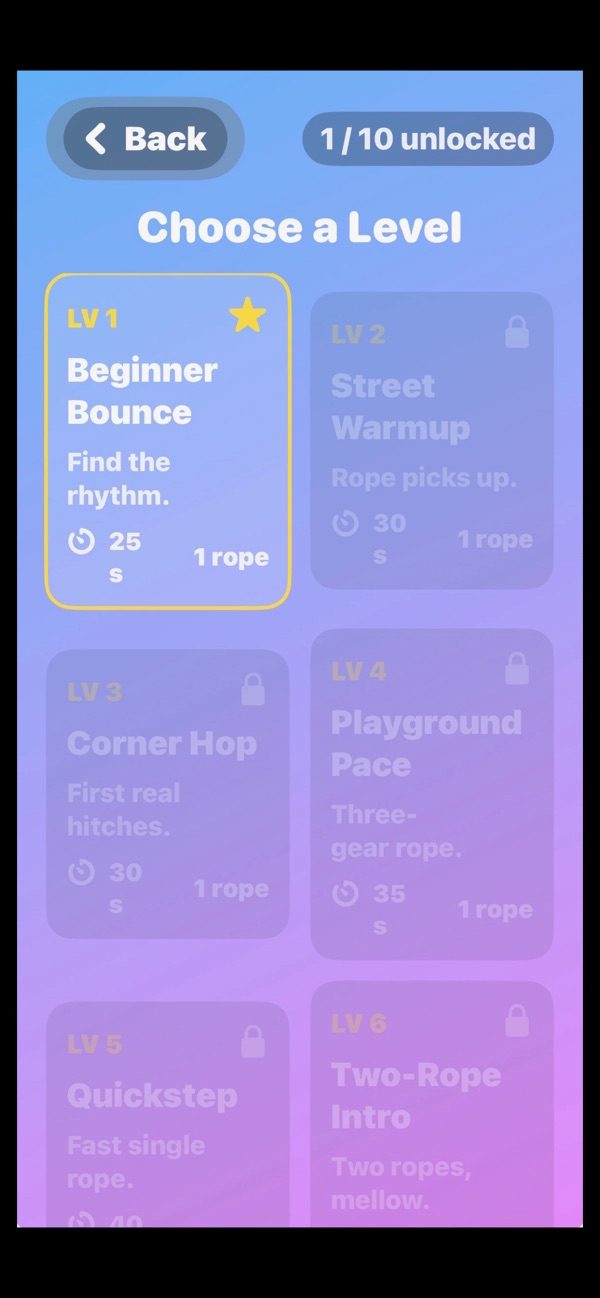 Back
1/10 unlocked
Choose a Level
LV 1
Beginner
Bounce
Find the
rhythm.
25
s
1 rope
LV 2
Street
Warmup
Rope picks up.
30
s
1 rope
LV 3
Corner Hop
First real
hitches.
30
s
1 rope
LV 4
Playground
Pace
Three-
gear rope.
35
s
1 rope
LV 5
Quickstep
Fast single
rope.
40
LV 6
Two-Rope
Intro
Two ropes,
mellow.